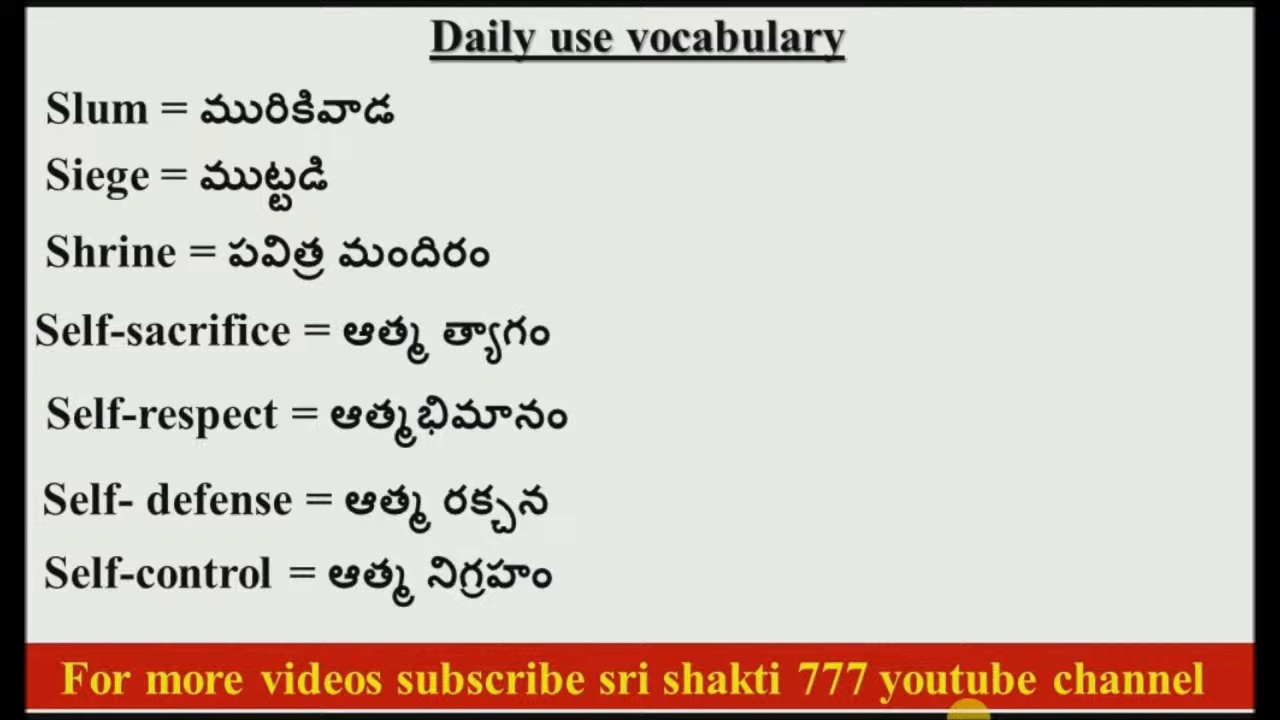 Daily use vocabulary
Slum = మురికివాడ
Siege = ముట్టడి
Shrine = పవిత్ర మందిరం
Self-sacrifice = ఆత్మ త్యాగం
Self-respect = ఆత్మభిమానం
Self- defense = ఆత్మ రక్చన
Self-control = ఆత్మ నిగ్రహం
For more videos subscribe sri shakti 777 youtube channel